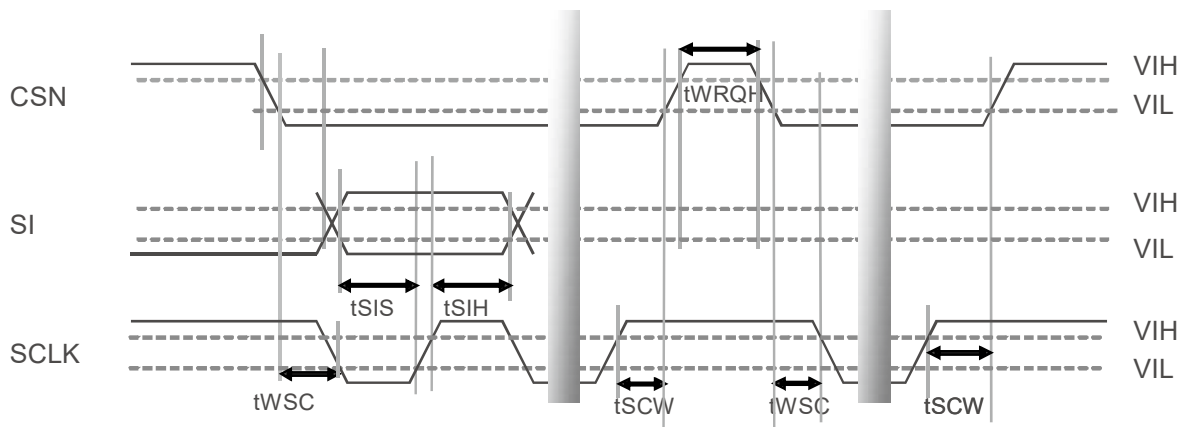 CSN
tWRQH
VIH
VIL
SI
VIH
VIL
tSIS
tSIH
SCLK
VIH
VIL
tWSC
tSCW
tWSC
tSCW